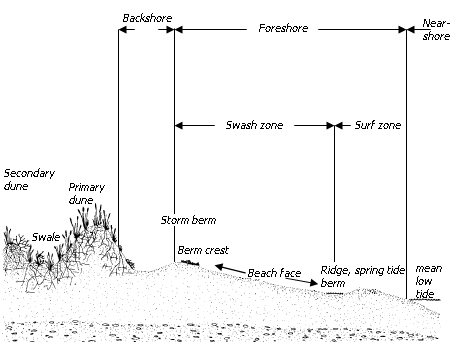 Backshore
Foreshore
Near-
shore
Swash zone
Surf zone
Secondary
dune
Primary
dune
Swale
Storm berm
Berm crest
Beach face
Ridge, spring tide
berm
mean
low
tide